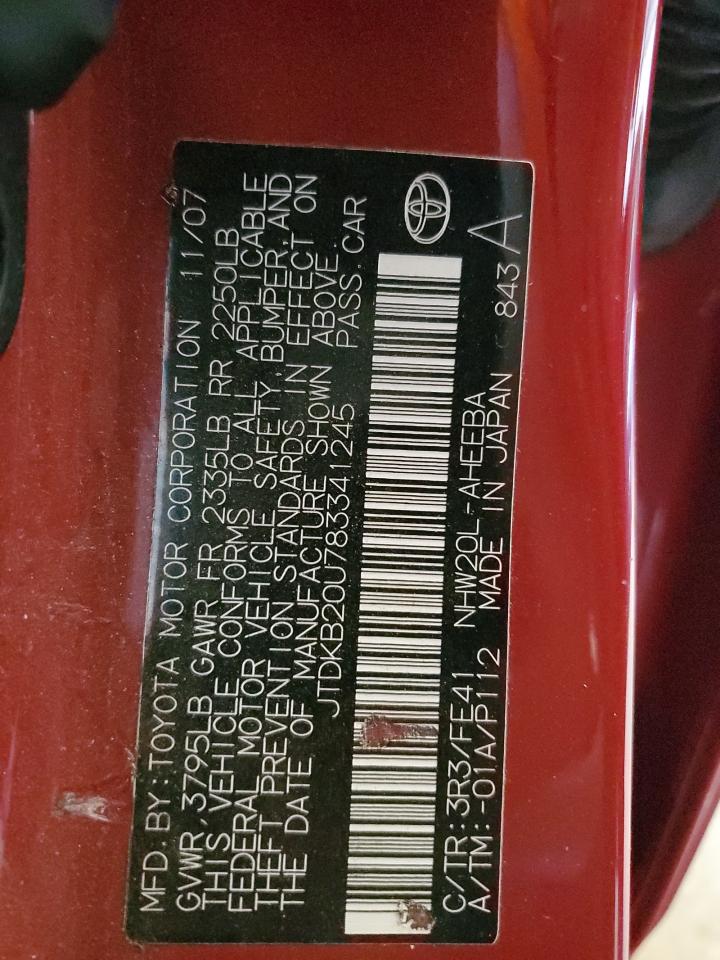 MFD.BY:TOYOTA MOTOR CORPORATION 11/07
GVWR,3795LB GAWR FR 2335LB RR 2250LB
THIS VEHICLE CONFORMS TO ALL APPLICABLE
FEDERAL MOTOR VEHICLE SAFETY,BUMPER,AND
THEFT PREVENTION STANDARDS IN EFFECT ON
THE DATE OF MANUFACTURE SHOWN ABOVE.
JTDKB20U783341245 PASS.CAR
C/TR:3R3/FE41 NHW20L-AHEEBA
A/TM:-01A/P112 MADE IN JAPAN 843 A